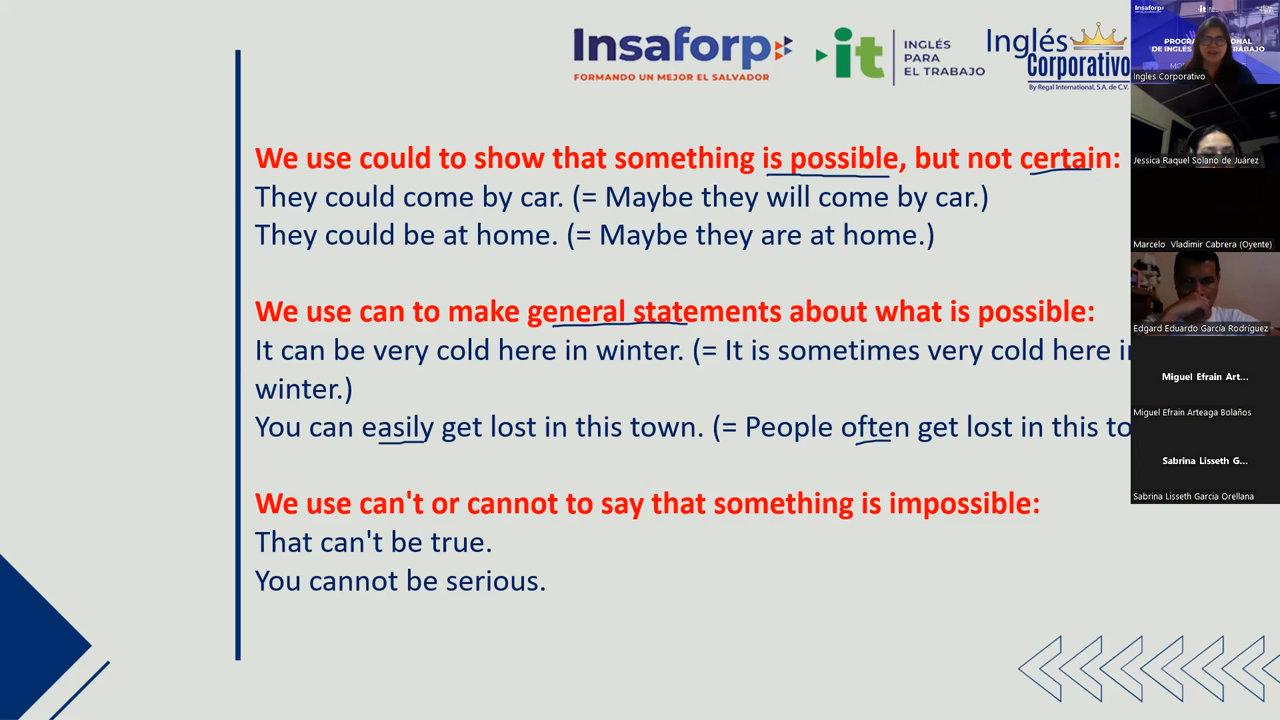 Insaforp
FORMANDO UN MEJOR EL SALVADOR
it
INGLÉS
PARA
EL TRABAJO
Inglés
Corporativo
By Regal International, S.A. de C.V.
We use could to show that something is possible, but not certain:
They could come by car. (= Maybe they will come by car.)
They could be at home. (= Maybe they are at home.)
We use can to make general statements about what is possible:
It can be very cold here in winter. (= It is sometimes very cold here in
winter.)
You can easily get lost in this town. (= People often get lost in this to
We use can't or cannot to say that something is impossible:
That can't be true.
You cannot be serious.
Insaforp
it
Ingles Corporativo
Jessica Raquel Solano de Juárez
Marcelo Vladimir Cabrera (Oyente)
Edgard Eduardo García Rodríguez
Miguel Efrain Art...
Miguel Efrain Arteaga Bolaños
Sabrina Lisseth G...
Sabrina Lisseth Garcia Orellana